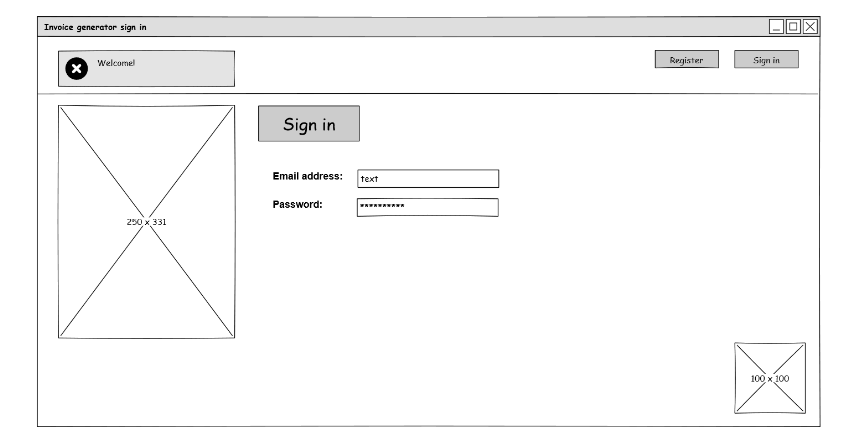 Invoice generator sign in
Welcome!
Register
Sign in
Sign in
Email address:
text
Password:
**********
250 x 331
100 x 100